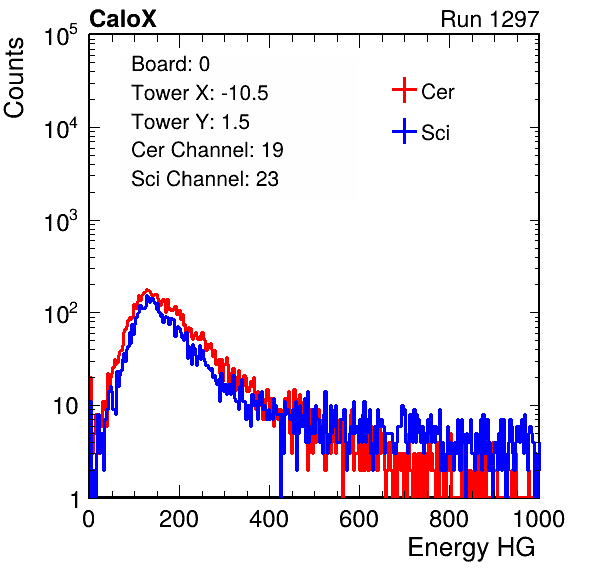 CaloX Run 1297
Counts
10^5
10^4
10^3
10^2
10
1
Board: 0
Tower X: -10.5
Tower Y: 1.5
Cer Channel: 19
Sci Channel: 23
Cer
Sci
0 200 400 600 800 1000
Energy HG